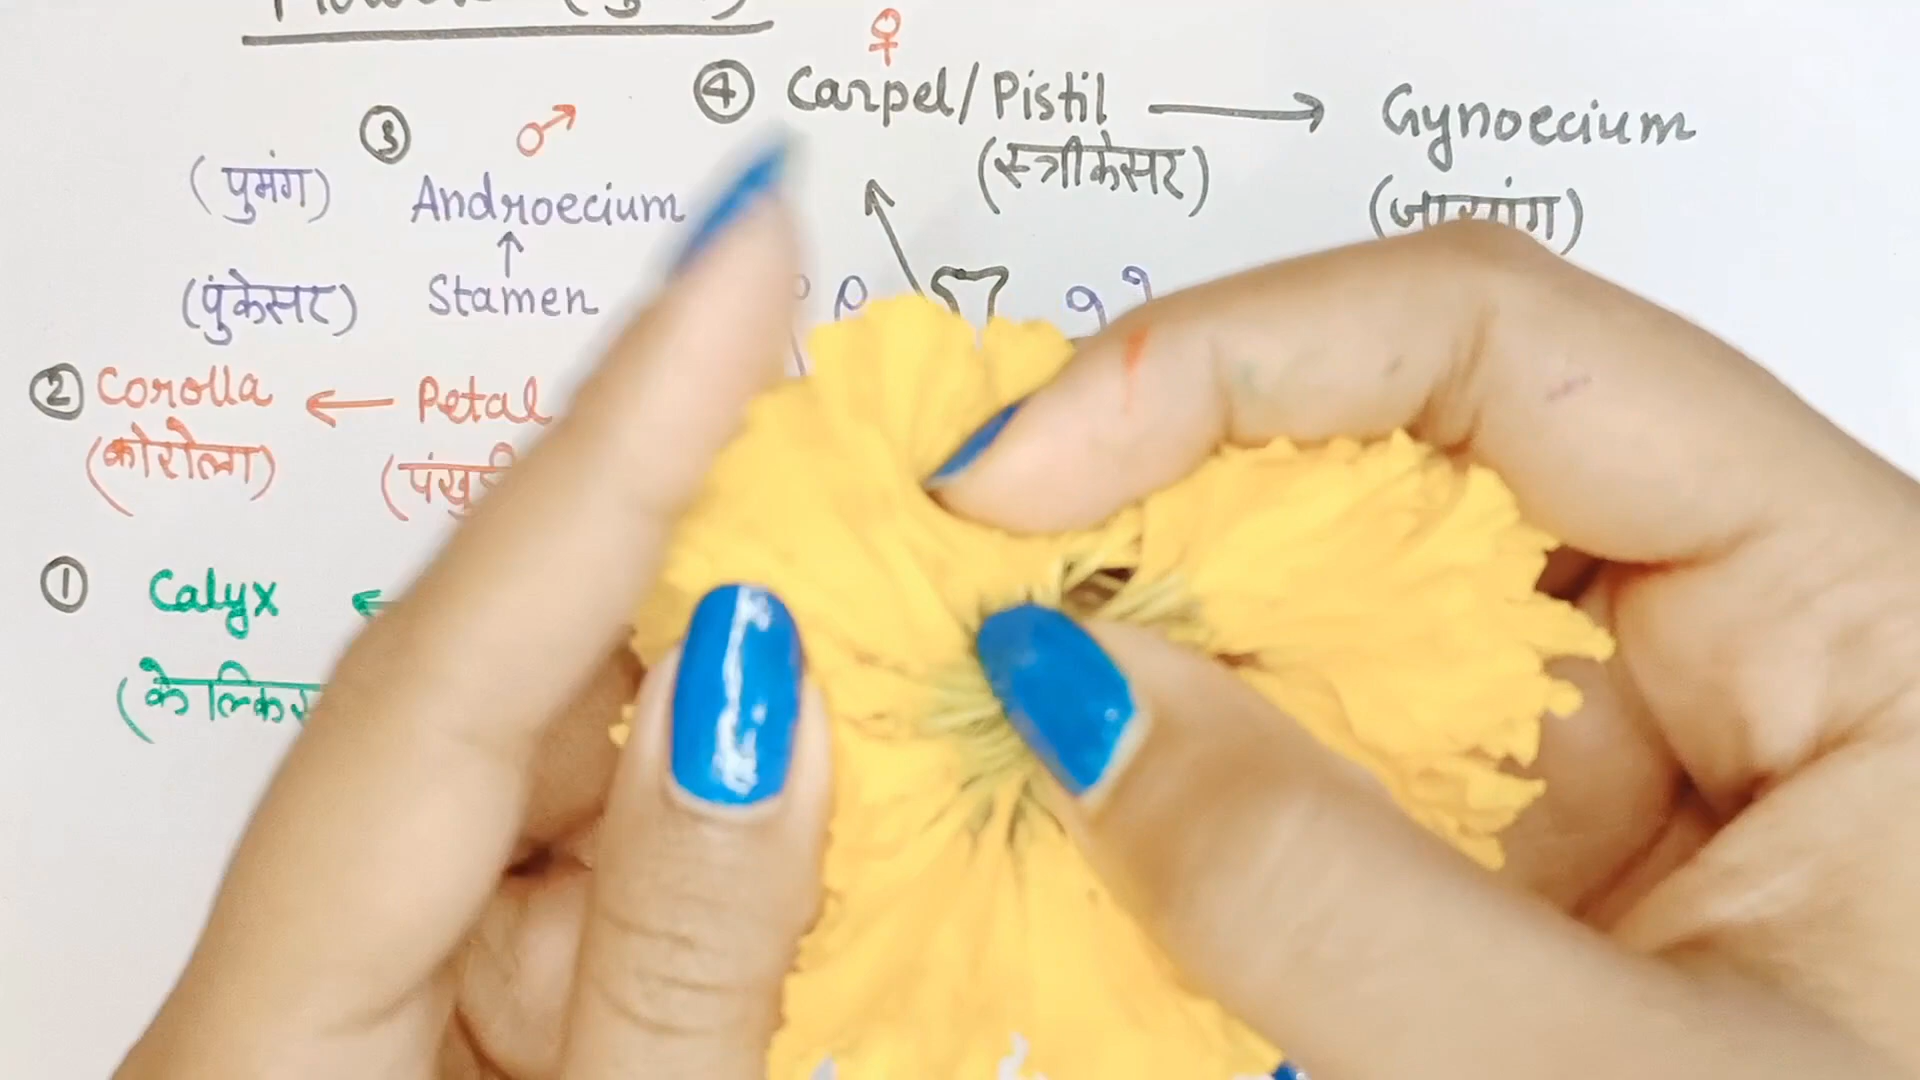 ④ Carpel/Pistil → Gynoecium
(स्त्रीकेसर)
③
(पुमंग) Androecium
(पुंकेसर) Stamen
② Corolla ← Petal
(कोरोला)
① Calyx